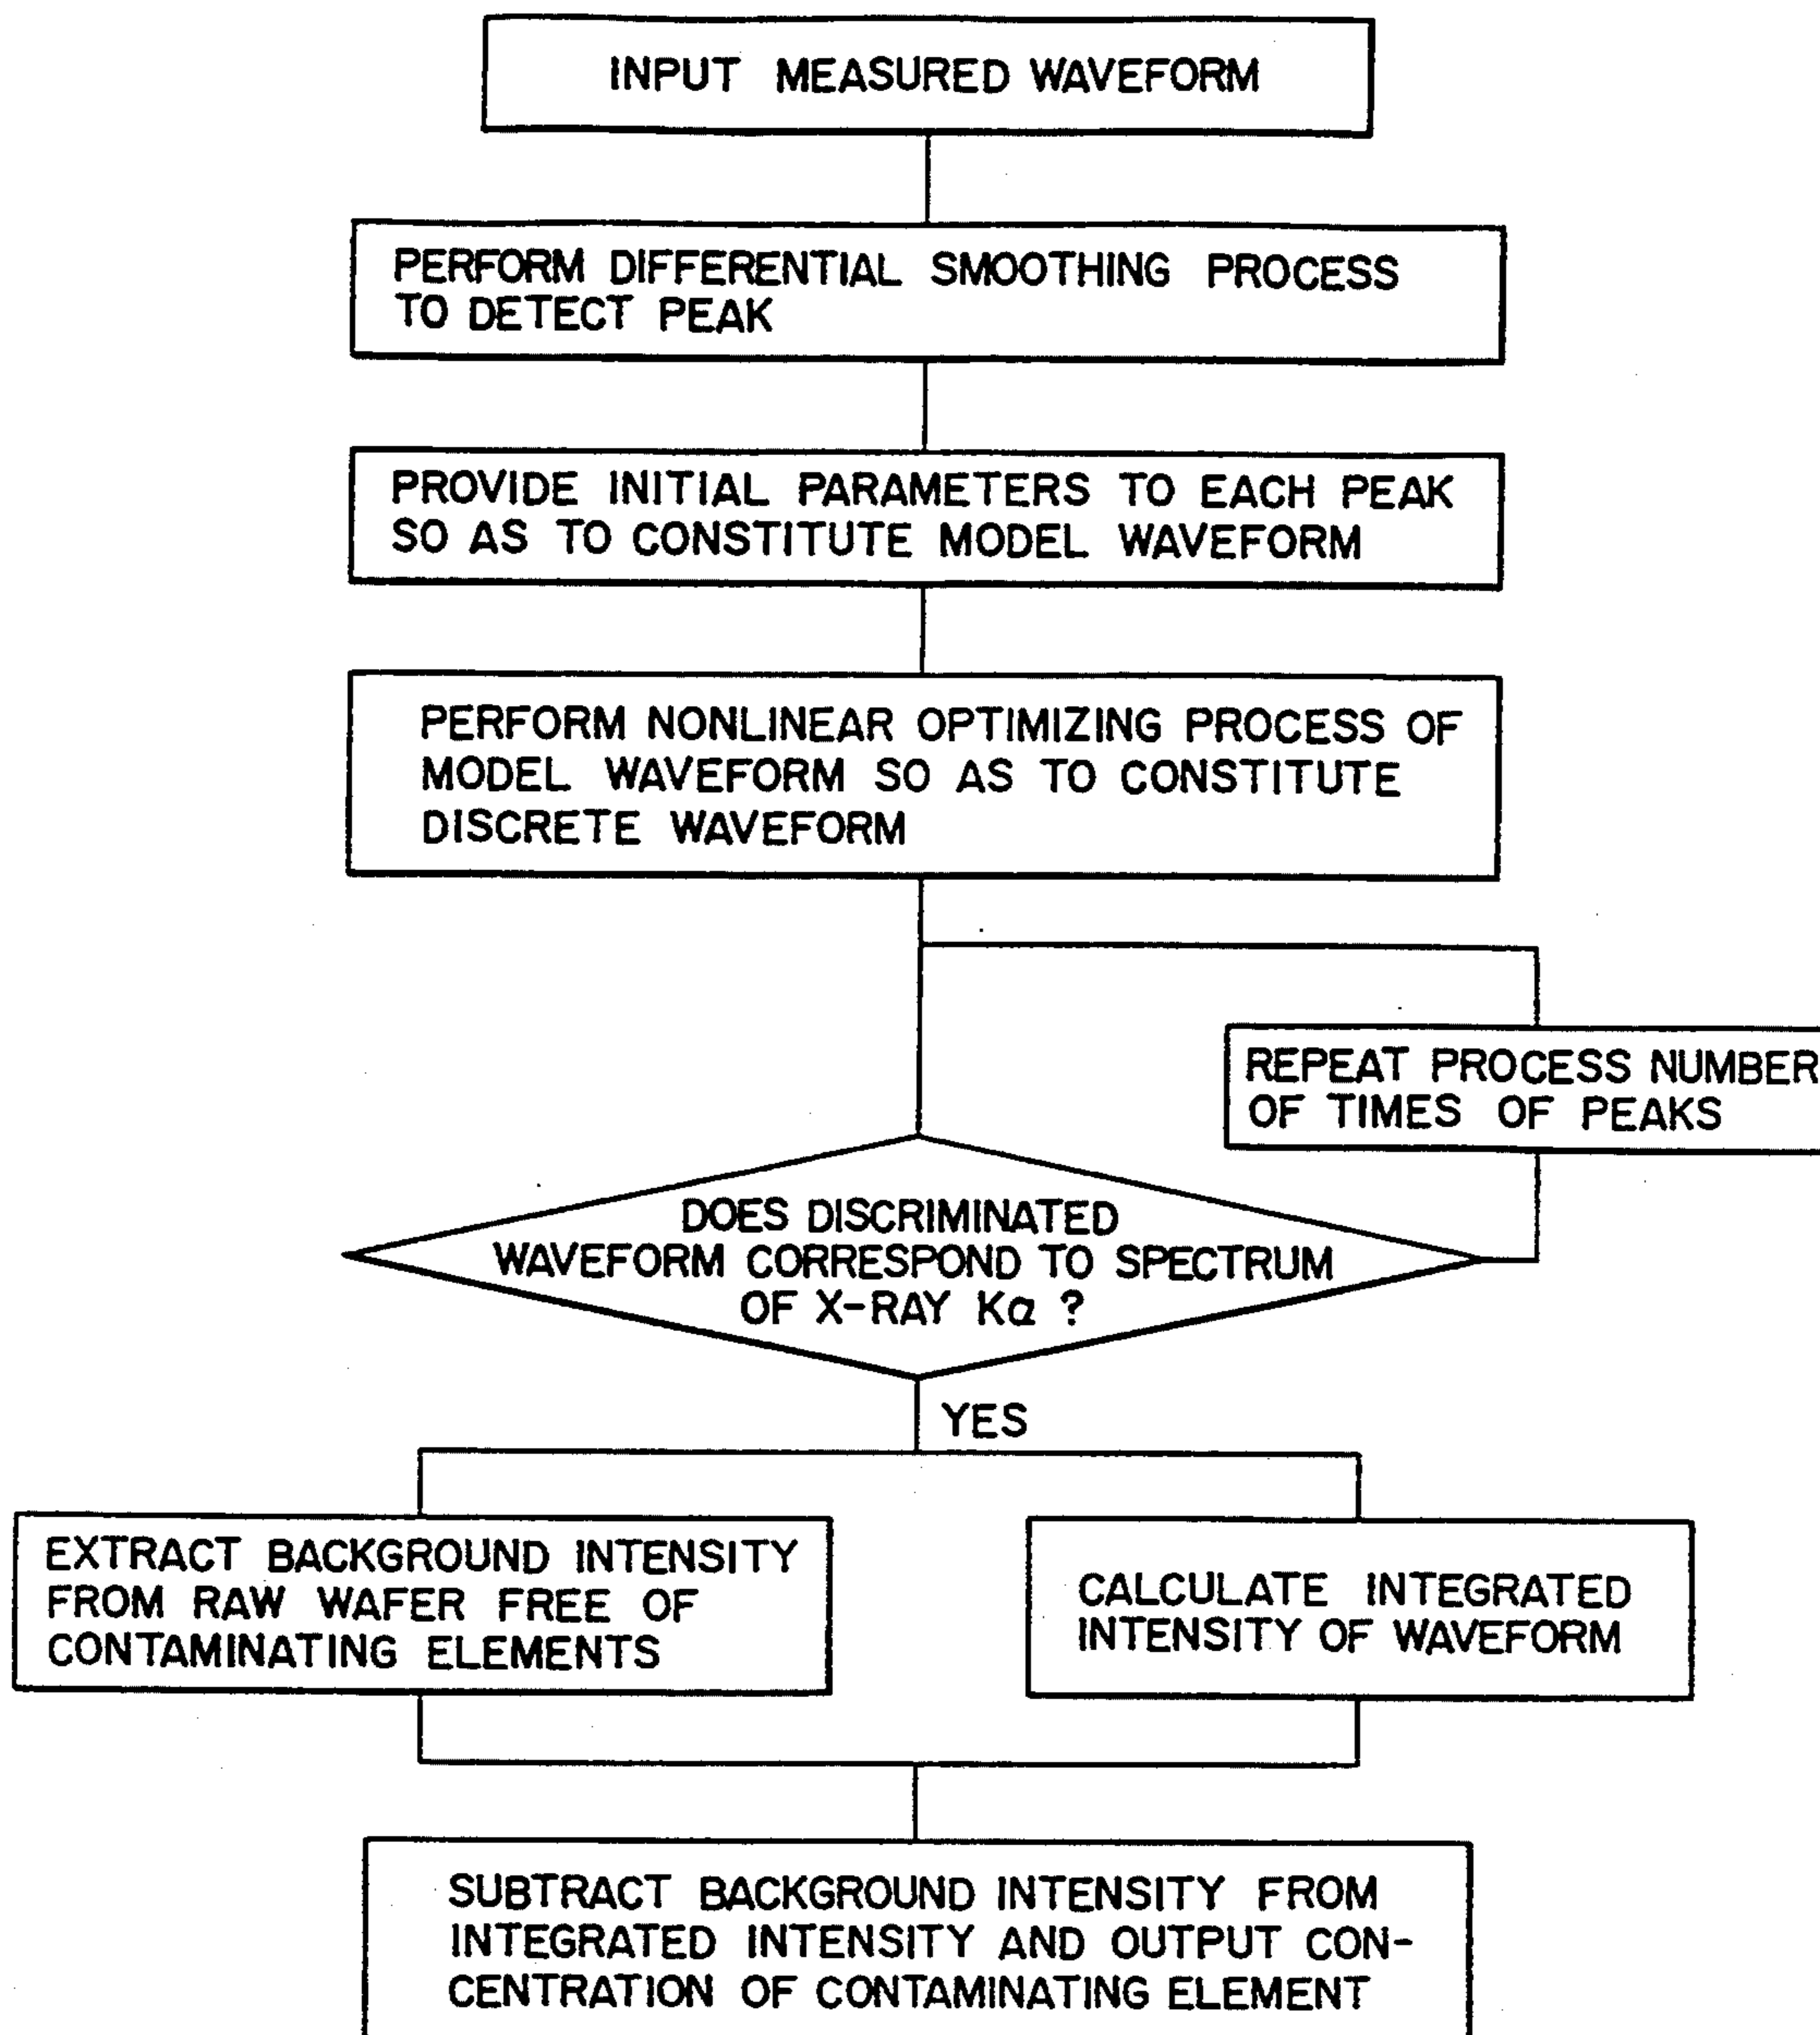 INPUT MEASURED WAVEFORM
PERFORM DIFFERENTIAL SMOOTHING PROCESS
TO DETECT PEAK
PROVIDE INITIAL PARAMETERS TO EACH PEAK
SO AS TO CONSTITUTE MODEL WAVEFORM
PERFORM NONLINEAR OPTIMIZING PROCESS OF
MODEL WAVEFORM SO AS TO CONSTITUTE
DISCRETE WAVEFORM
REPEAT PROCESS NUMBER
OF TIMES OF PEAKS
DOES DISCRIMINATED
WAVEFORM CORRESPOND TO SPECTRUM
OF X-RAY Kα ?
YES
EXTRACT BACKGROUND INTENSITY
FROM RAW WAFER FREE OF
CONTAMINATING ELEMENTS
CALCULATE INTEGRATED
INTENSITY OF WAVEFORM
SUBTRACT BACKGROUND INTENSITY FROM
INTEGRATED INTENSITY AND OUTPUT CON-
CENTRATION OF CONTAMINATING ELEMENT